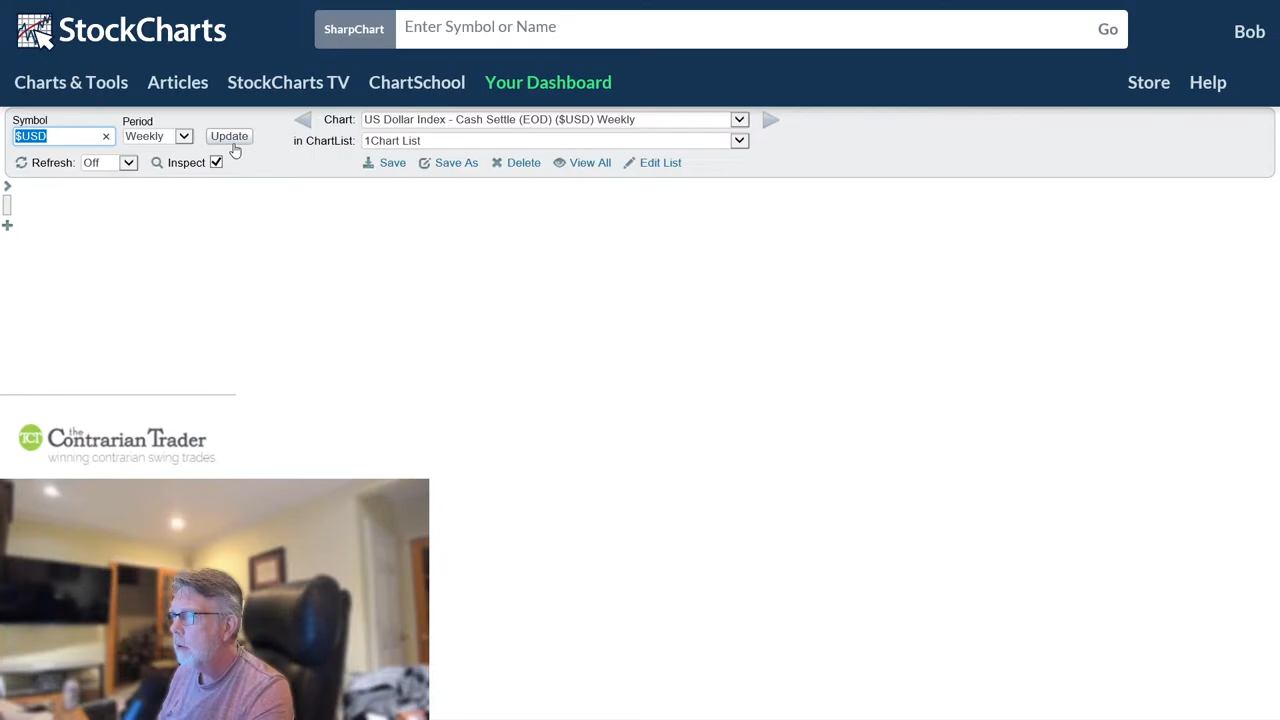 StockCharts
SharpChart
Enter Symbol or Name
Go
Bob
Charts & Tools
Articles
StockCharts TV
ChartSchool
Your Dashboard
Store
Help
Symbol
Period
Chart:
US Dollar Index - Cash Settle (EOD) ($USD) Weekly
$USD
×
Weekly
Update
in ChartList:
1Chart List
Refresh:
Off
Inspect
Save
Save As
Delete
View All
Edit List
TCT
the
Contrarian Trader
winning contrarian swing trades.